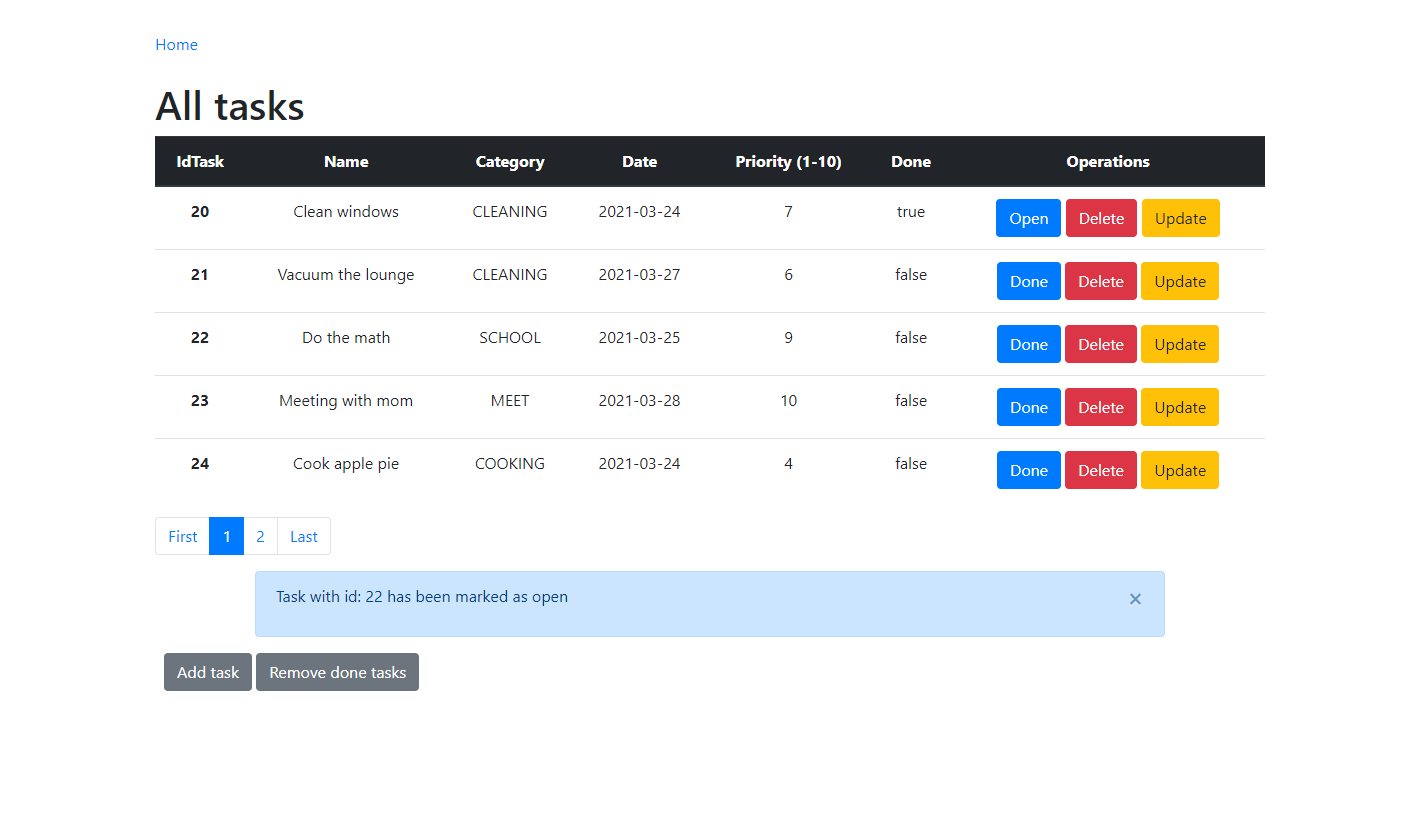 Home
All tasks
IdTask Name Category Date Priority (1-10) Done Operations
20 Clean windows CLEANING 2021-03-24 7 true Open Delete Update
21 Vacuum the lounge CLEANING 2021-03-27 6 false Done Delete Update
22 Do the math SCHOOL 2021-03-25 9 false Done Delete Update
23 Meeting with mom MEET 2021-03-28 10 false Done Delete Update
24 Cook apple pie COOKING 2021-03-24 4 false Done Delete Update
First 1 2 Last
Task with id: 22 has been marked as open ×
Add task Remove done tasks